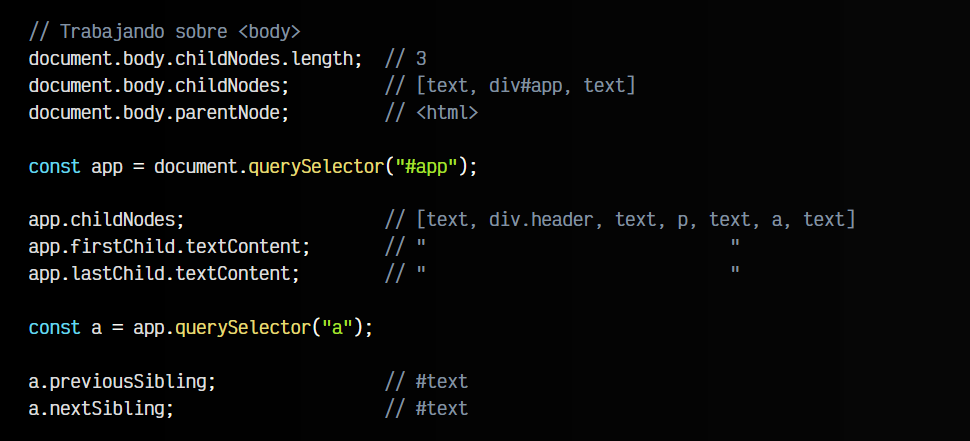 // Trabajando sobre <body>
document.body.childNodes.length;  // 3
document.body.childNodes;         // [text, div#app, text]
document.body.parentNode;         // <html>

const app = document.querySelector("#app");

app.childNodes;                   // [text, div.header, text, p, text, a, text]
app.firstChild.textContent;       // "                             "
app.lastChild.textContent;        // "                             "

const a = app.querySelector("a");

a.previousSibling;                // #text
a.nextSibling;                    // #text